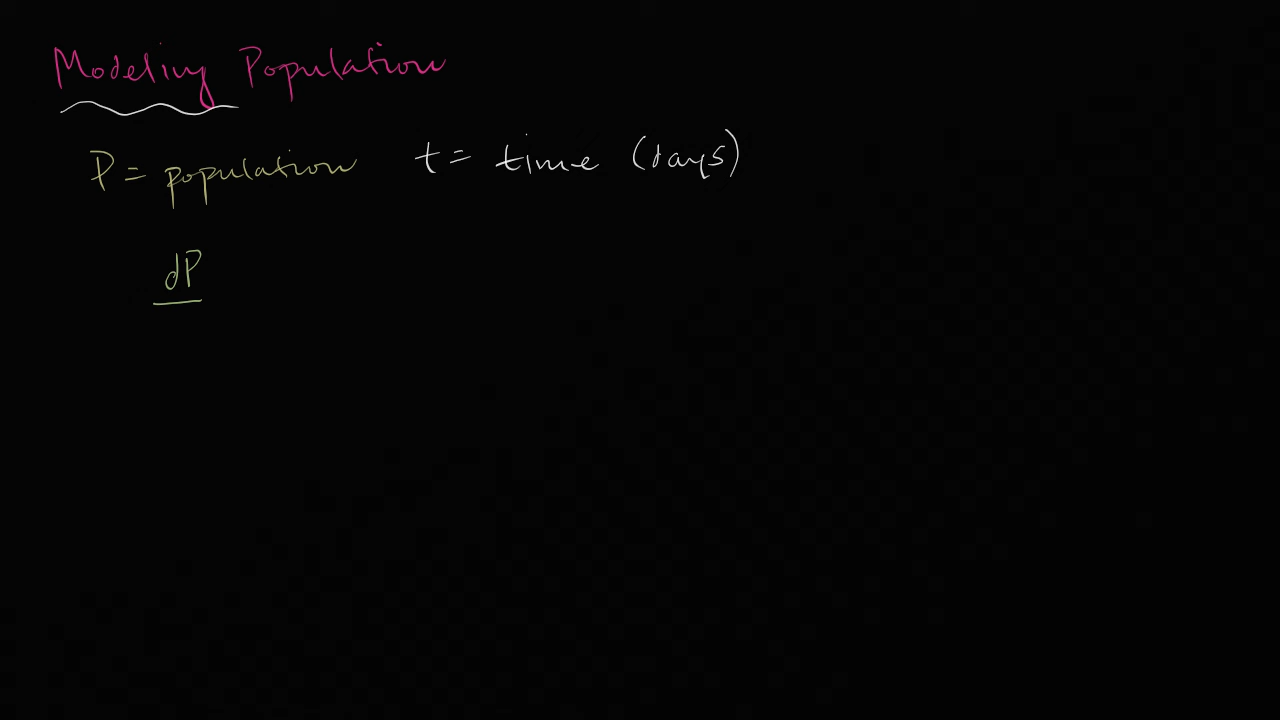 Modeling Population
P = population t = time (days)
dP